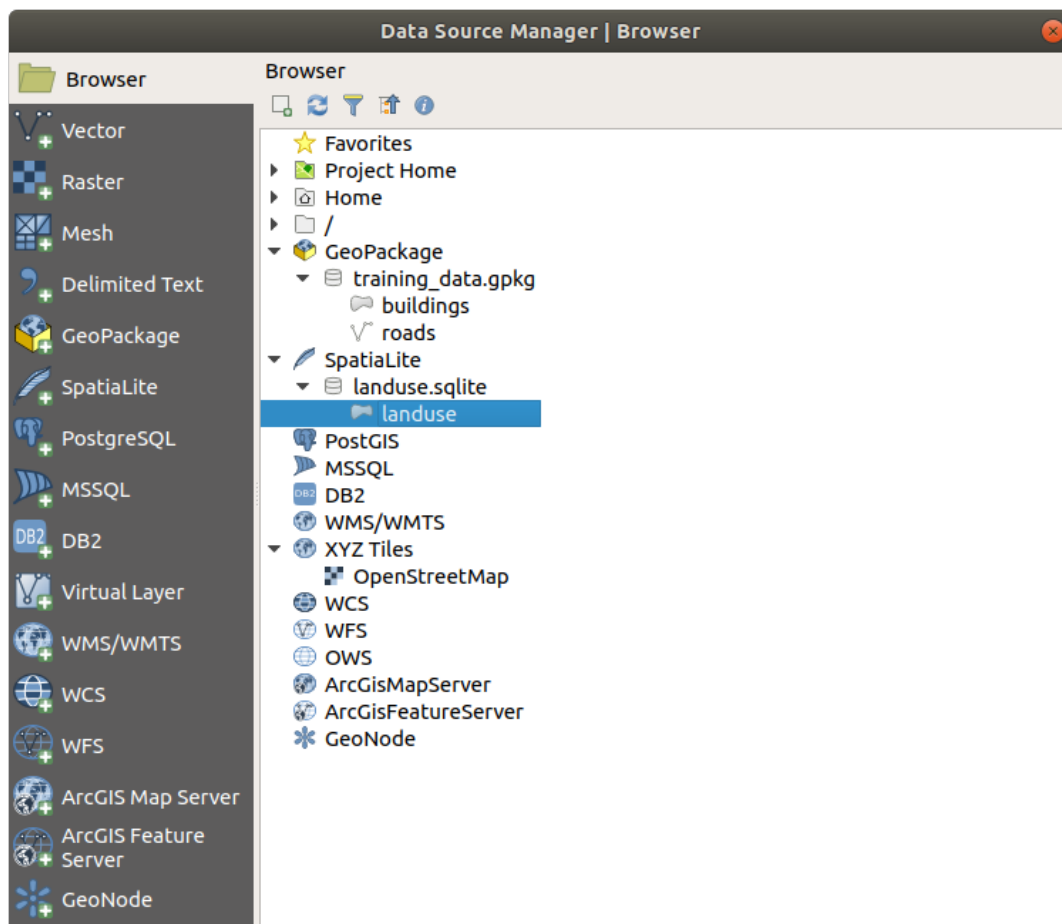 Data Source Manager | Browser
Browser
Vector
Raster
Mesh
Delimited Text
GeoPackage
SpatiaLite
PostgreSQL
MSSQL
DB2
DB2
Virtual Layer
WMS/WMTS
WCS
WFS
ArcGIS Map Server
ArcGIS Feature
Server
GeoNode
Browser
Favorites
Project Home
Home
/
GeoPackage
training_data.gpkg
buildings
roads
SpatiaLite
landuse.sqlite
landuse
PostGIS
MSSQL
DB2 DB2
WMS/WMTS
XYZ Tiles
OpenStreetMap
WCS
WFS
OWS
ArcGisMapServer
ArcGisFeatureServer
GeoNode